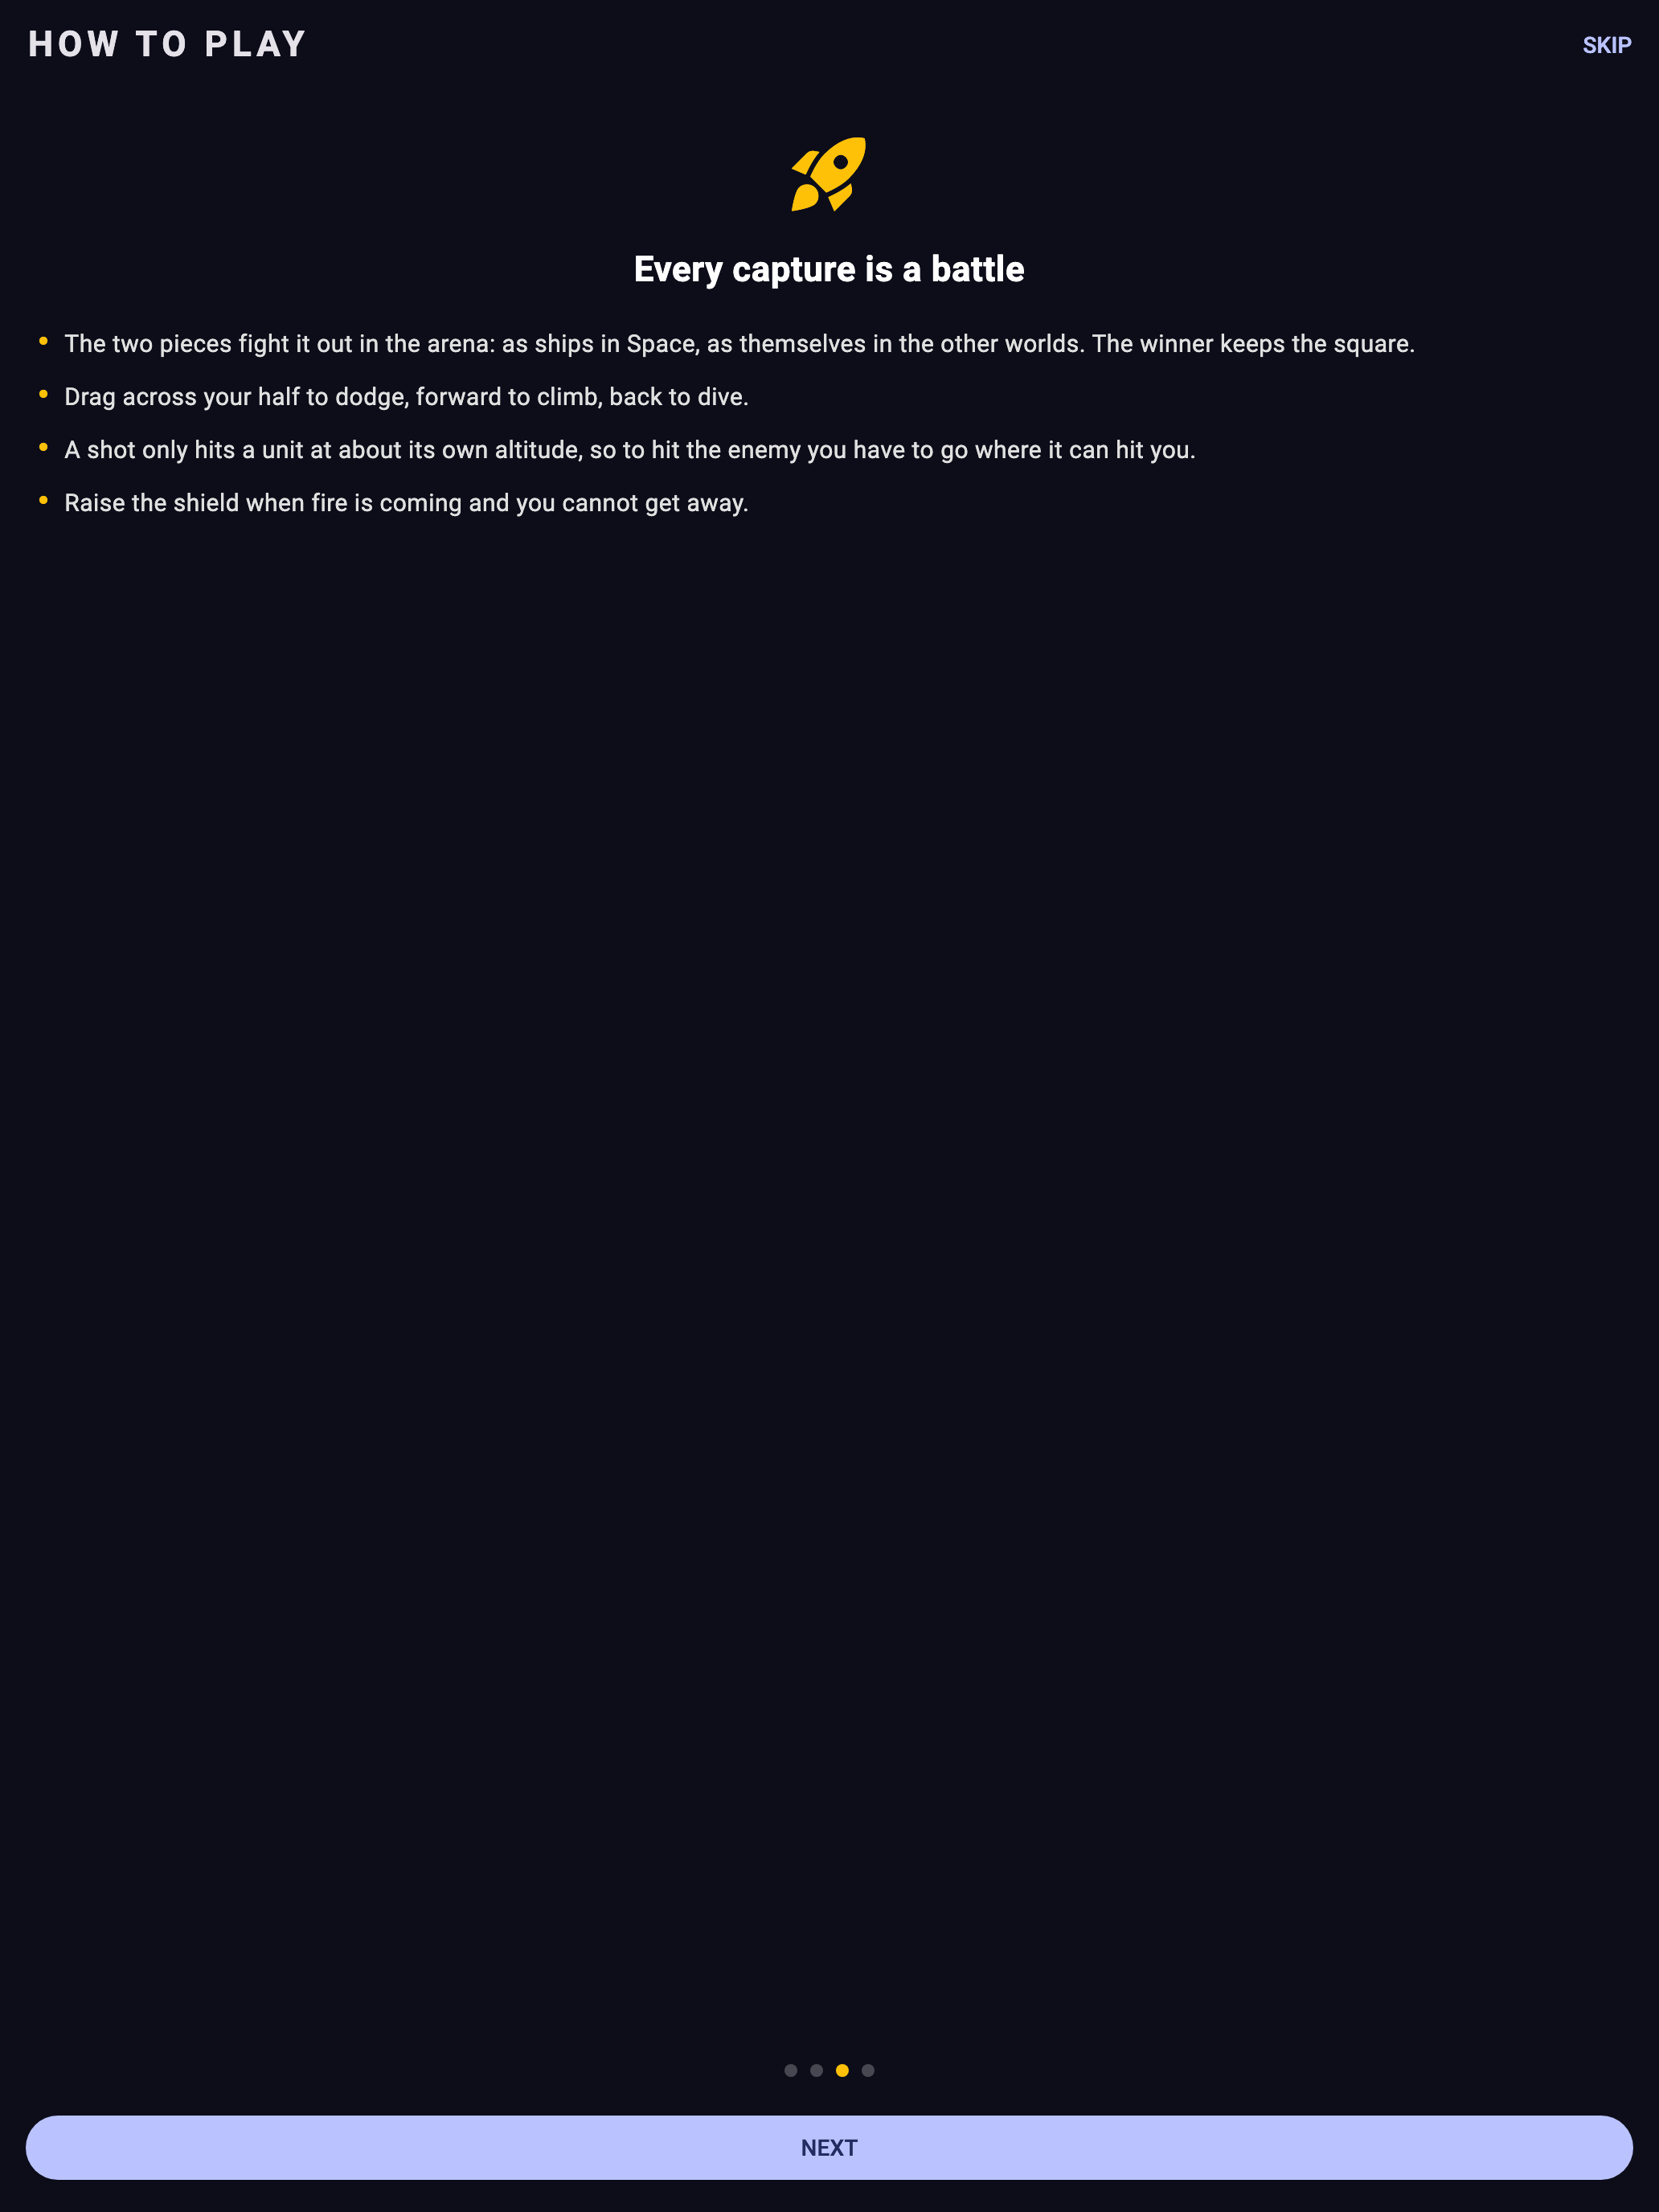 HOW TO PLAY
SKIP
Every capture is a battle
The two pieces fight it out in the arena: as ships in Space, as themselves in the other worlds. The winner keeps the square.
Drag across your half to dodge, forward to climb, back to dive.
A shot only hits a unit at about its own altitude, so to hit the enemy you have to go where it can hit you.
Raise the shield when fire is coming and you cannot get away.
NEXT